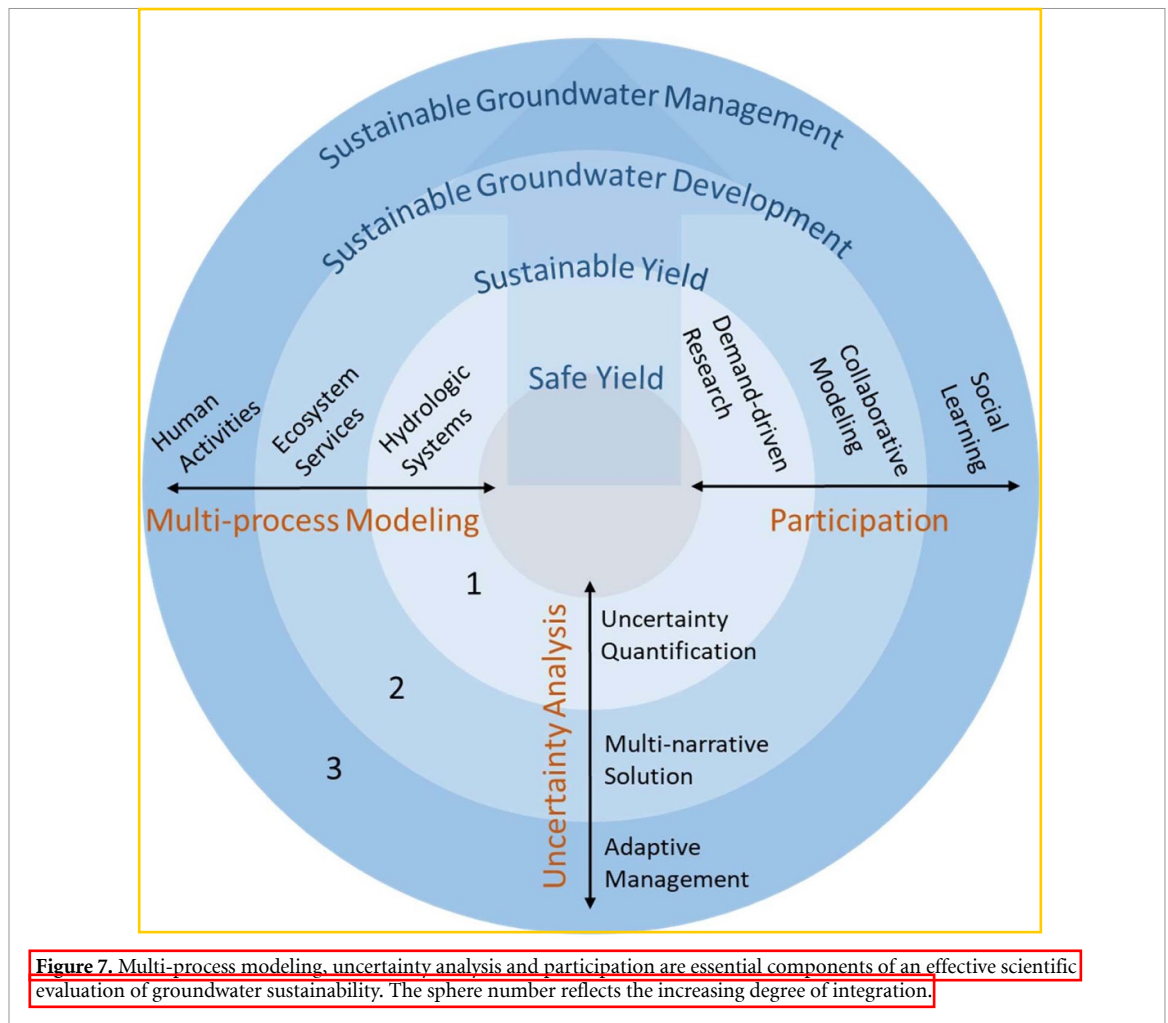 Sustainable Groundwater Management
Sustainable Groundwater Development
Sustainable Yield
Safe Yield
Human
Activities
Ecosystem
Services
Hydrologic
Systems
Demand-driven
Research
Collaborative
Modeling
Social
Learning
Multi-process Modeling
Participation
1
2
3
Uncertainty Analysis
Uncertainty
Quantification
Multi-narrative
Solution
Adaptive
Management
Figure 7. Multi-process modeling, uncertainty analysis and participation are essential components of an effective scientific
evaluation of groundwater sustainability. The sphere number reflects the increasing degree of integration.